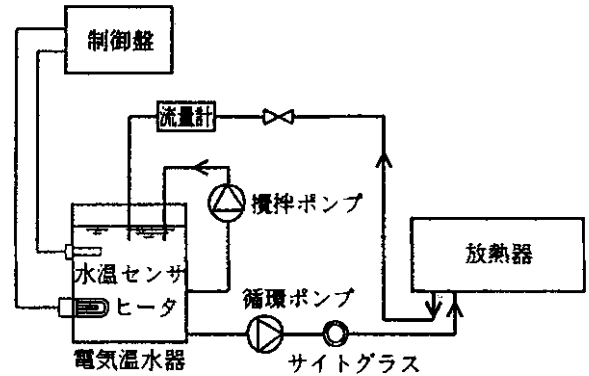 制御盤
流量計
攪拌ポンプ
放熱器
水温センサ
循環ポンプ
ヒータ
電気温水器
サイトグラス